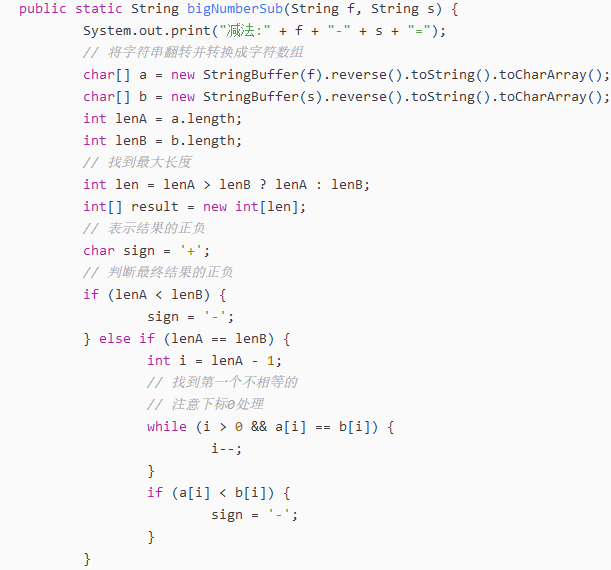 public static String bigNumberSub(String f, String s) {
System.out.print("减法:" + f + "-" + s + "=");
// 将字符串翻转并转换成字符数组
char[] a = new StringBuffer(f).reverse().toString().toCharArray();
char[] b = new StringBuffer(s).reverse().toString().toCharArray();
int lenA = a.length;
int lenB = b.length;
// 找到最大长度
int len = lenA > lenB ? lenA : lenB;
int[] result = new int[len];
// 表示结果的正负
char sign = '+';
// 判断最终结果的正负
if (lenA < lenB) {
sign = '-';
} else if (lenA == lenB) {
int i = lenA - 1;
// 找到第一个不相等的
// 注意下标0处理
while (i > 0 && a[i] == b[i]) {
i--;
}
if (a[i] < b[i]) {
sign = '-';
}
}